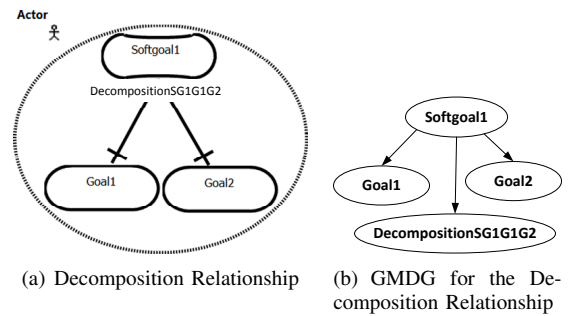 Actor
Softgoal1
DecompositionSG1G1G2
Goal1
Goal2
(a) Decomposition Relationship
Softgoal1
Goal1
Goal2
DecompositionSG1G1G2
(b) GMDG for the De-
composition Relationship